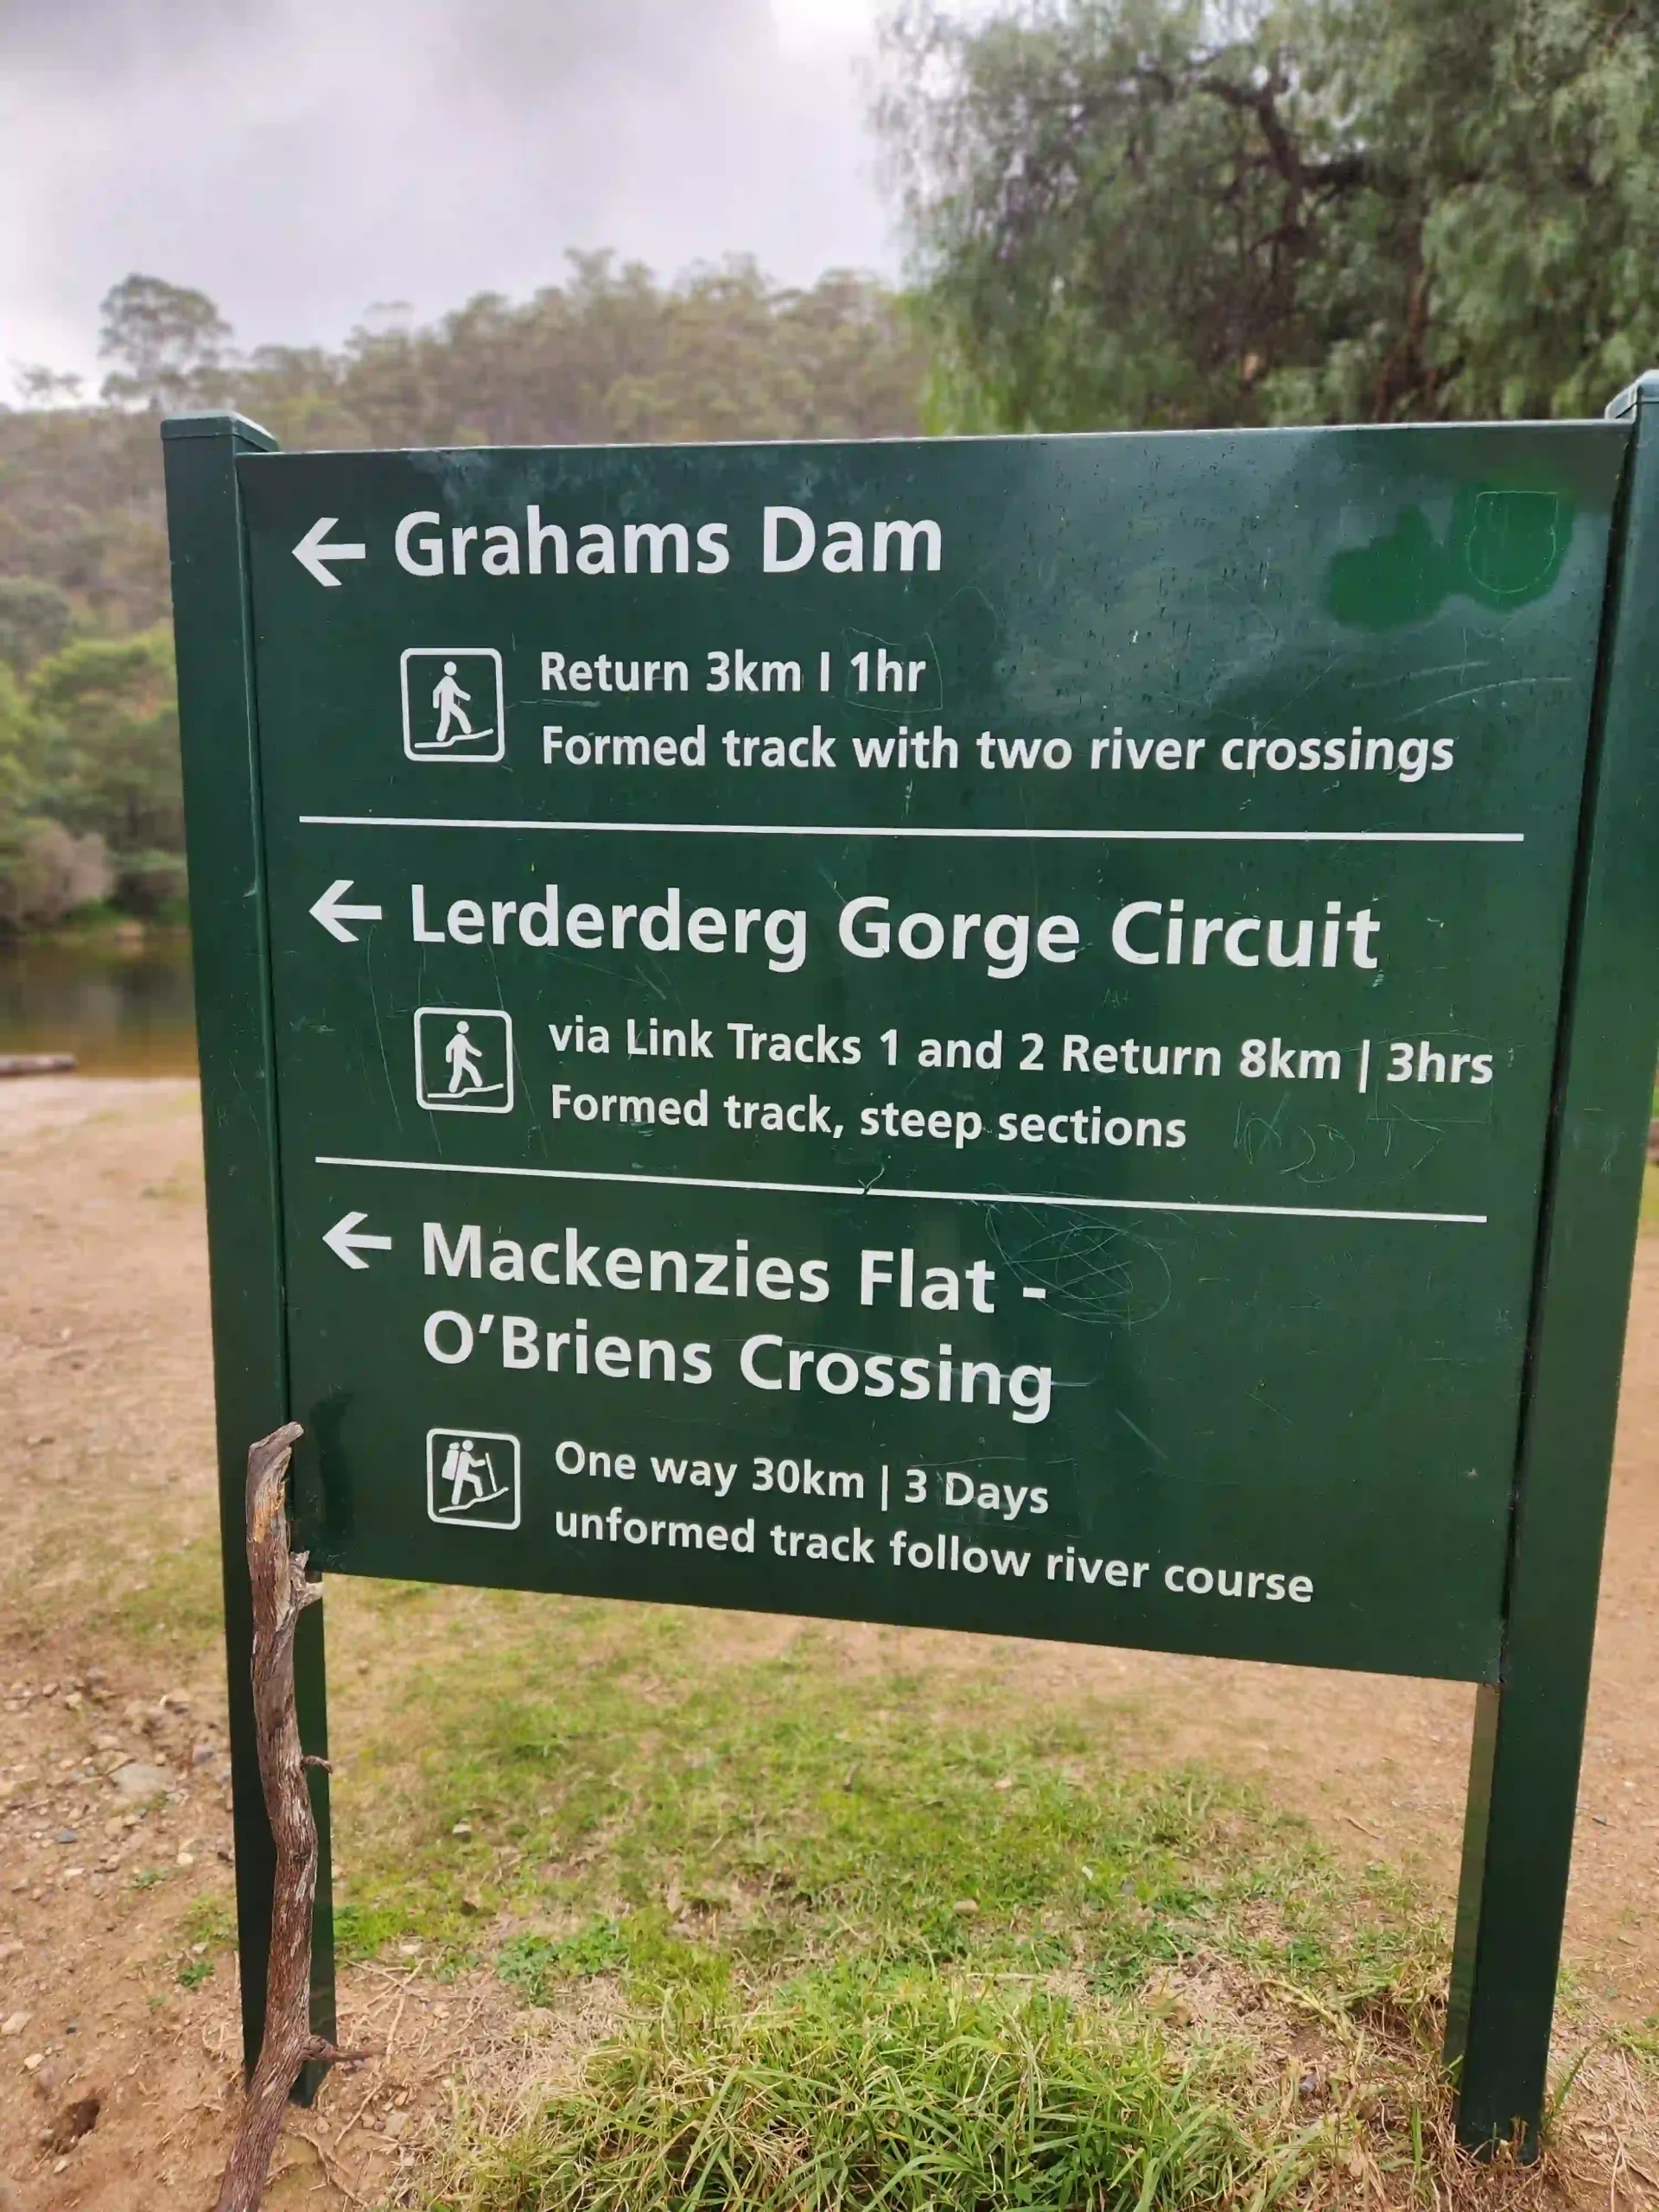 ← Grahams Dam
Return 3km | 1hr
Formed track with two river crossings
← Lerderderg Gorge Circuit
via Link Tracks 1 and 2 Return 8km | 3hrs
Formed track, steep sections
← Mackenzies Flat -
O'Briens Crossing
One way 30km | 3 Days
unformed track follow river course